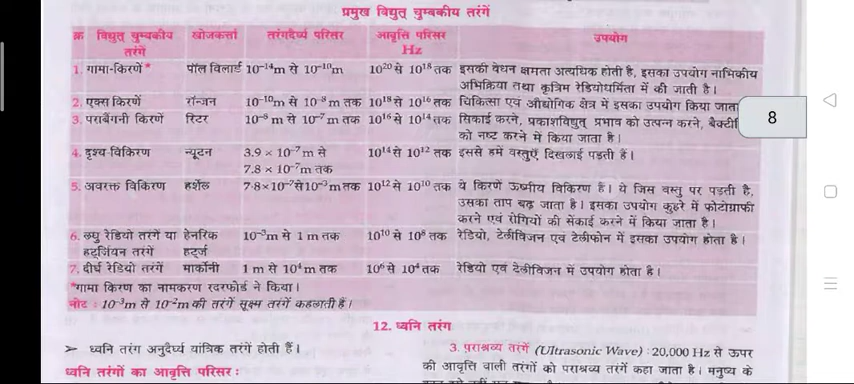 प्रमुख विद्युत् चुम्बकीय तरंगें
क्र विद्युत् चुम्बकीय तरंगें खोजकर्त्ता तरंगदैर्ध्य परिसर आवृत्ति परिसर Hz उपयोग
1. गामा-किरणें* पॉल विलार्ड 10⁻¹⁴m से 10⁻¹⁰m 10²⁰ से 10¹⁸ तक इसकी वेधन क्षमता अत्यधिक होती है, इसका उपयोग नाभिकीय
अभिक्रिया तथा कृत्रिम रेडियोधर्मिता में की जाती है।
2. एक्स किरणें रॉन्जन 10⁻¹⁰m से 10⁻⁸ m तक 10¹⁸ से 10¹⁶ तक चिकित्सा एवं औद्योगिक क्षेत्र में इसका उपयोग किया जात
3. पराबैंगनी किरणें रिटर 10⁻⁸ m से 10⁻⁷ m तक 10¹⁶ से 10¹⁴ तक सिकाई करने, प्रकाशविद्युत् प्रभाव को उत्पन्न करने, बैक्टी
को नष्ट करने में किया जाता है।
8
4. दृश्य-विकिरण न्यूटन 3.9 × 10⁻⁷ m से 10¹⁴ से 10¹² तक इससे हमें वस्तुएँ दिखलाई पड़ती हैं।
7.8 × 10⁻⁷m तक
5. अवरक्त विकिरण हर्शेल 7·8×10⁻⁷से10⁻³m तक 10¹² से 10¹⁰ तक ये किरणें ऊष्मीय विकिरण हैं। ये जिस वस्तु पर पड़ती है,
उसका ताप बढ़ जाता है। इसका उपयोग कुहरे में फोटोग्राफी
करने एवं रोगियों की सेंकाई करने में किया जाता है।
6. लघु रेडियो तरंगें या हेनरिक 10⁻³m से 1 m तक 10¹⁰ से 10⁸ तक रेडियो, टेलीविजन एवं टेलीफोन में इसका उपयोग होता है।
हर्ट्ज़ियन तरंगें हर्ट्ज
7. दीर्घ रेडियो तरंगें मार्कोनी 1 m से 10⁴ m तक 10⁶ से 10⁴ तक रेडियो एवं टेलीविजन में उपयोग होता है।
*गामा किरण का नामकरण रदरफोर्ड ने किया।
नोट : 10⁻³m से 10⁻²m की तरंगें सूक्ष्म तरंगें कहलाती हैं।
12. ध्वनि तरंग
➢ ध्वनि तरंग अनुदैर्ध्य यांत्रिक तरंगें होती हैं।
ध्वनि तरंगों का आवृत्ति परिसर :
3. पराश्रव्य तरंगें (Ultrasonic Wave) : 20,000 Hz से ऊपर
की आवृत्ति वाली तरंगों को पराश्रव्य तरंगें कहा जाता है। मनुष्य के